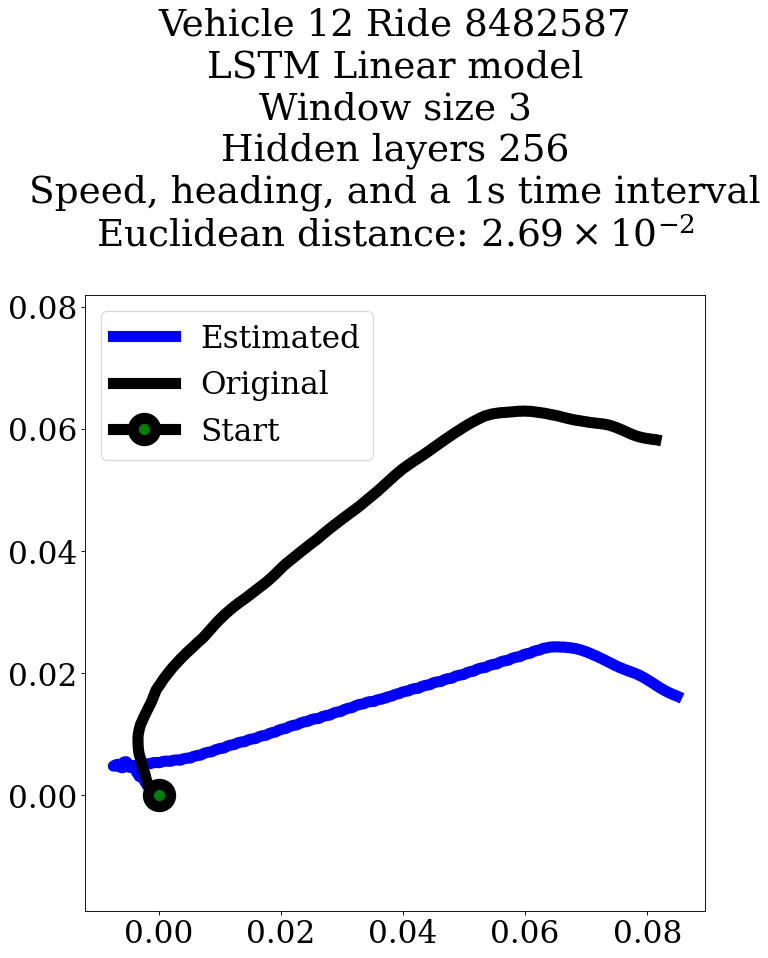 Vehicle 12 Ride 8482587
LSTM Linear model
Window size 3
Hidden layers 256
Speed, heading, and a 1s time interval
Euclidean distance: 2.69 × 10⁻²
0.08
Estimated
Original
Start
0.06
0.04
0.02
0.00
0.00 0.02 0.04 0.06 0.08